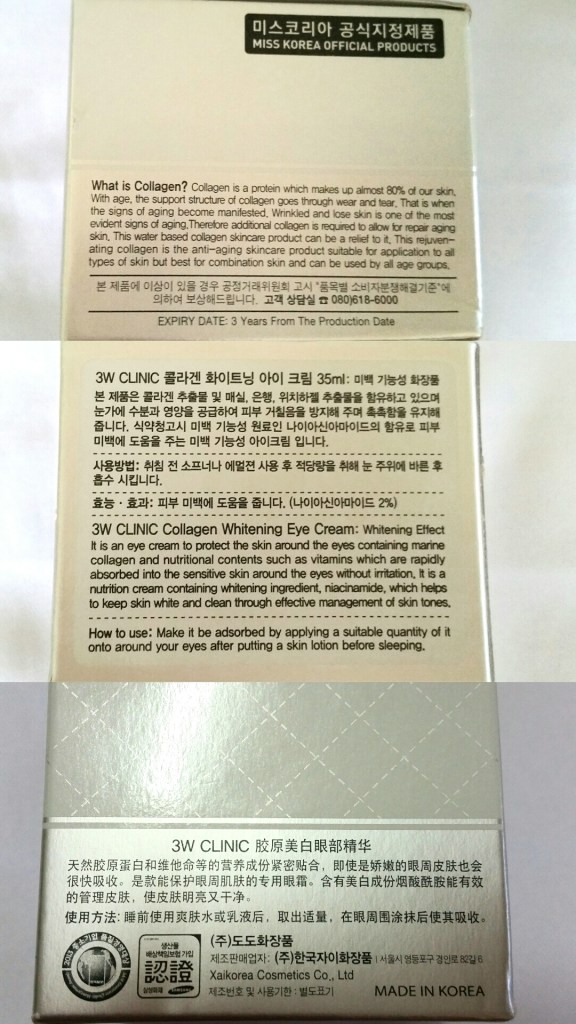 미스코리아 공식지정제품
MISS KOREA OFFICIAL PRODUCTS
What is Collagen? Collagen is a protein which makes up almost 80% of our skin.
With age, the support structure of collagen goes through wear and tear. That is when
the signs of aging become manifested. Wrinkled and lose skin is one of the most
evident signs of aging.Therefore additional collagen is required to allow for repair aging
skin. This water based collagen skincare product can be a relief to it. This rejuven-
ating collagen is the anti-aging skincare product suitable for application to all
types of skin but best for combination skin and can be used by all age groups.
본 제품에 이상이 있을 경우 공정거래위원회 고시 "품목별 소비자분쟁해결기준"에
의하여 보상해드립니다. 고객 상담실 ☎ 080)618-6000
EXPIRY DATE: 3 Years From The Production Date
3W CLINIC 콜라겐 화이트닝 아이 크림 35ml: 미백 기능성 화장품
본 제품은 콜라겐 추출물 및 매실, 은행, 위치하젤 추출물을 함유하고 있으며
눈가에 수분과 영양을 공급하여 피부 거칠음을 방지해 주며 촉촉함을 유지해
줍니다. 식약청고시 미백 기능성 원료인 나이아신아마이드의 함유로 피부
미백에 도움을 주는 미백 기능성 아이크림 입니다.
사용방법: 취침 전 소프너나 에멀젼 사용 후 적당량을 취해 눈 주위에 바른 후
흡수 시킵니다.
효능 · 효과: 피부 미백에 도움을 줍니다. (나이아신아마이드 2%)
3W CLINIC Collagen Whitening Eye Cream: Whitening Effect
It is an eye cream to protect the skin around the eyes containing marine
collagen and nutritional contents such as vitamins which are rapidly
absorbed into the sensitive skin around the eyes without irritation. It is a
nutrition cream containing whitening ingredient, niacinamide, which helps
to keep skin white and clean through effective management of skin tones.
How to use: Make it be adsorbed by applying a suitable quantity of it
onto around your eyes after putting a skin lotion before sleeping.
3W CLINIC 胶原美白眼部精华
天然胶原蛋白和维他命等的营养成份紧密贴合，即使是娇嫩的眼周皮肤也会
很快吸收。是款能保护眼周肌肤的专用眼霜。含有美白成份烟酸酰胺能有效
的管理皮肤，使皮肤明亮又干净。
使用方法: 睡前使用爽肤水或乳液后，取出适量，在眼周围涂抹后使其吸收。
생산물
배상책임보험 가입
認證
삼성화재 SAMSUNG
(주)도도화장품
제조판매업자: (주)한국자이화장품 | 서울시 영등포구 경인로 82길 6
Xaikorea Cosmetics Co., Ltd
제조번호 및 사용기한 : 별도표기
MADE IN KOREA